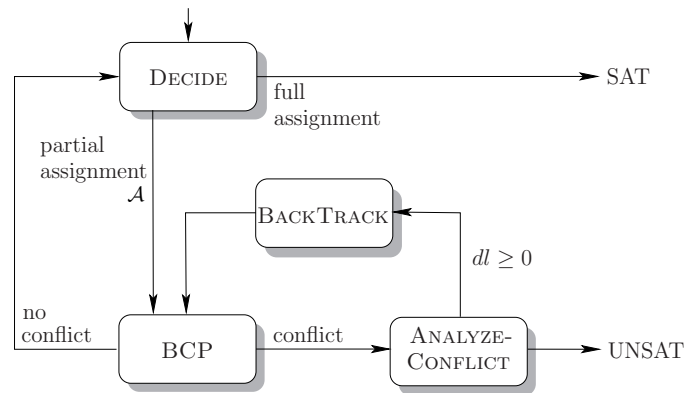 DECIDE
SAT
full
assignment
partial
assignment
𝒜
BACKTRACK
dl ≥ 0
no
conflict
BCP
conflict
ANALYZE-
CONFLICT
UNSAT